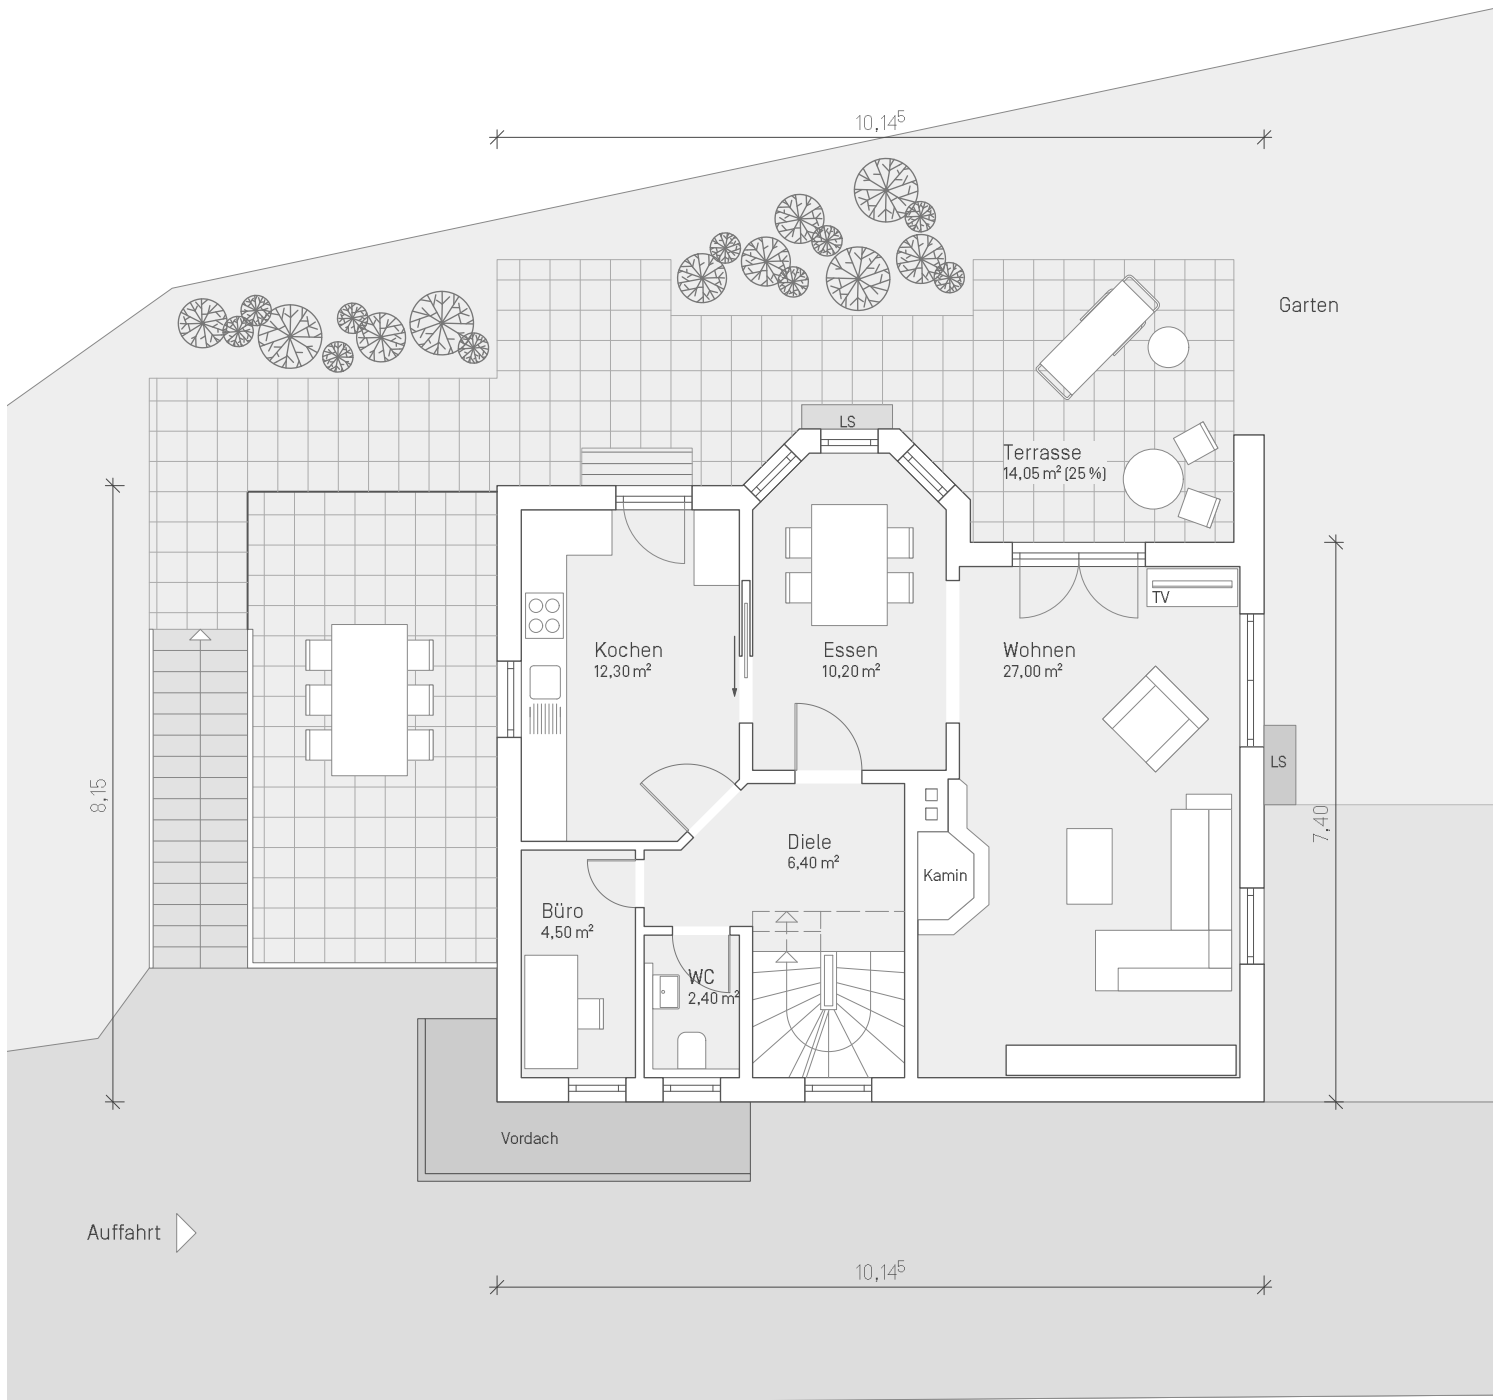 10,14⁵
Garten
LS
Terrasse
14,05 m² (25 %)
TV
Kochen
12,30 m²
Essen
10,20 m²
Wohnen
27,00 m²
LS
8,15
7,40
Diele
6,40 m²
Kamin
Büro
4,50 m²
WC
2,40 m²
Vordach
Auffahrt
10,14⁵